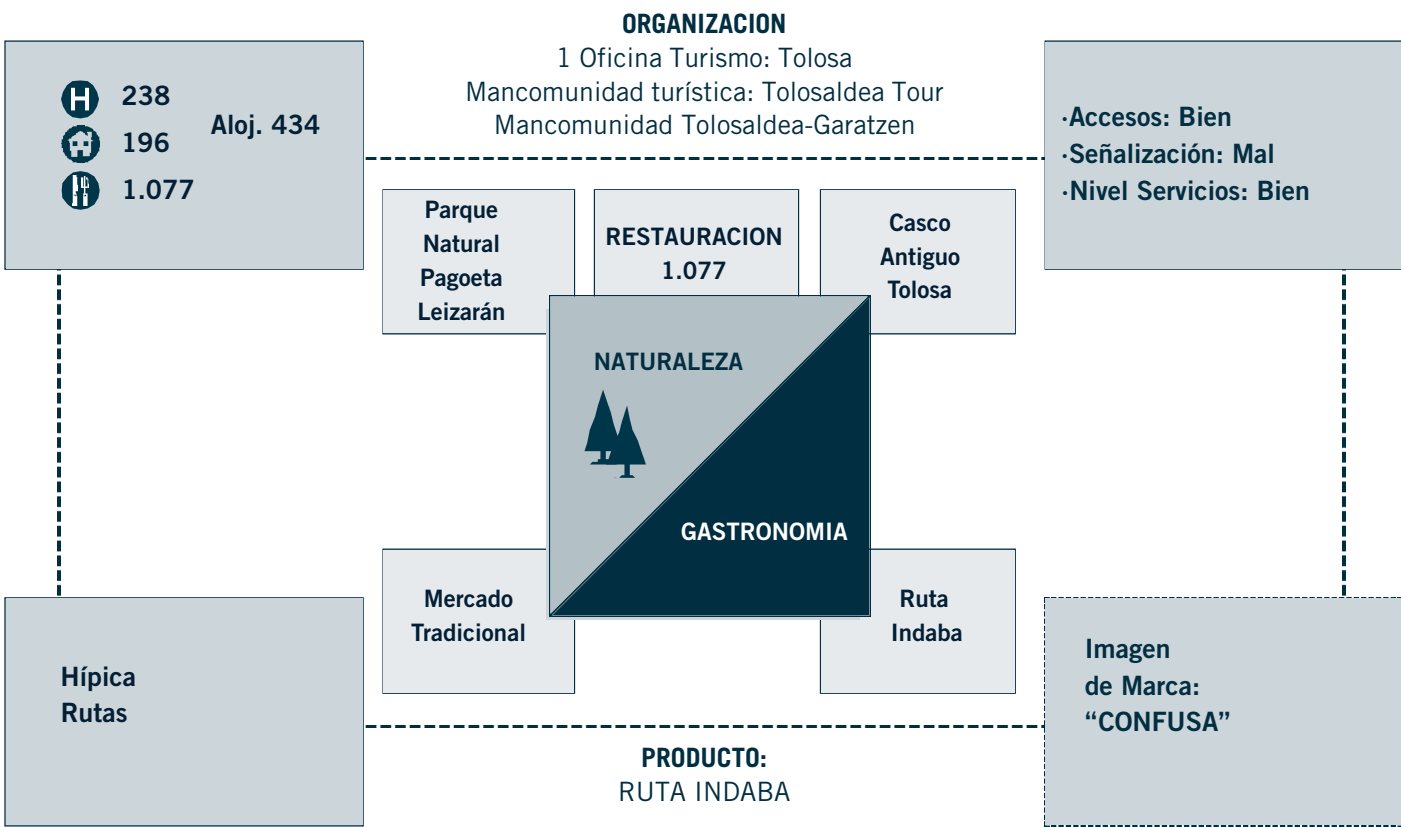 ORGANIZACION
1 Oficina Turismo: Tolosa
Mancomunidad turística: Tolosaldea Tour
Mancomunidad Tolosaldea-Garatzen
H 238
196
1.077
Aloj. 434
·Accesos: Bien
·Señalización: Mal
·Nivel Servicios: Bien
Parque
Natural
Pagoeta
Leizarán
RESTAURACION
1.077
Casco
Antiguo
Tolosa
NATURALEZA
GASTRONOMIA
Mercado
Tradicional
Ruta
Indaba
Hípica
Rutas
Imagen
de Marca:
“CONFUSA”
PRODUCTO:
RUTA INDABA